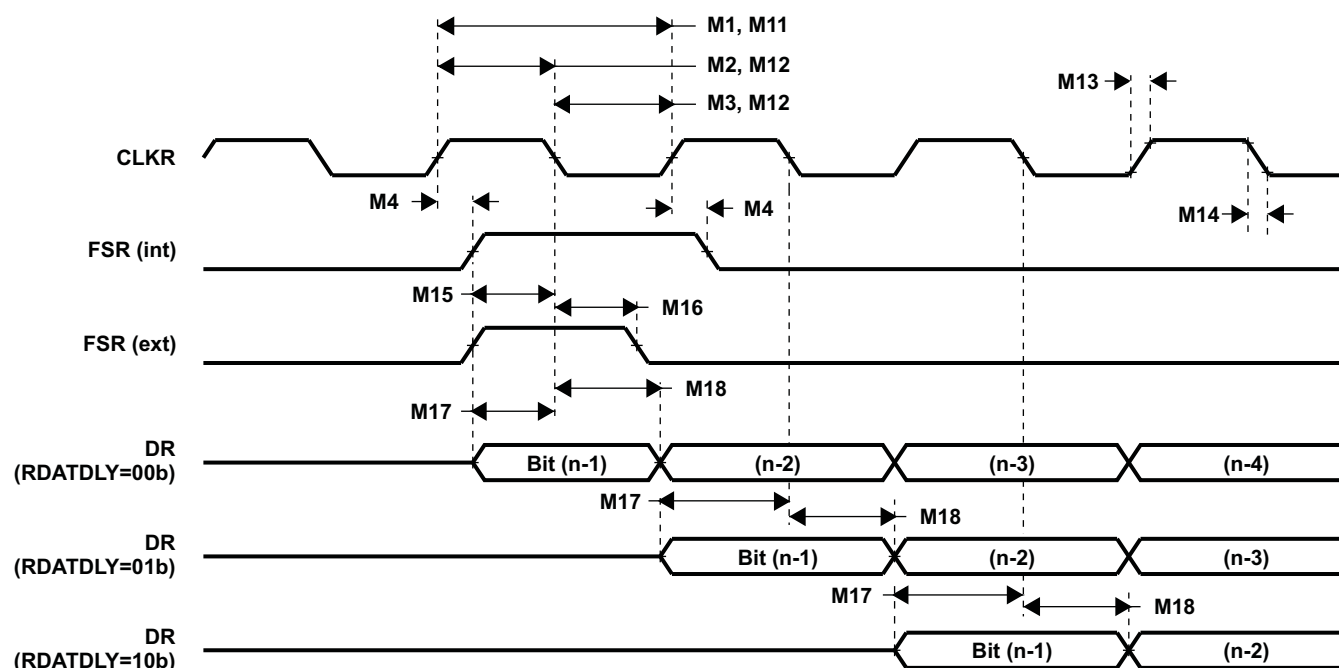 M1, M11
M2, M12
M13
M3, M12
CLKR
M4
M4
M14
FSR (int)
M15
M16
FSR (ext)
M18
M17
DR
(RDATDLY=00b)
Bit (n-1)
(n-2)
(n-3)
(n-4)
M17
M18
DR
(RDATDLY=01b)
Bit (n-1)
(n-2)
(n-3)
M17
M18
DR
(RDATDLY=10b)
Bit (n-1)
(n-2)